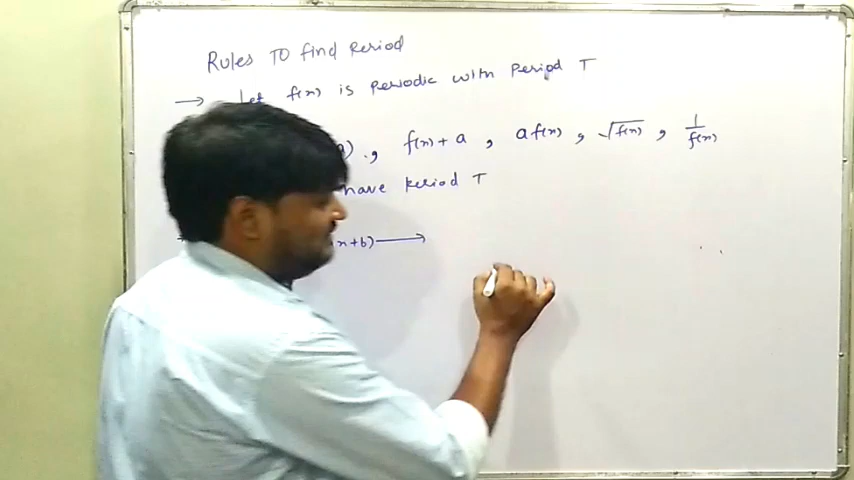 Rules To find Period
→ Let f(x) is Periodic with Period T
), f(x) + a , a f(x) , √f(x) , 1/f(x)
have Period T
x+b) →